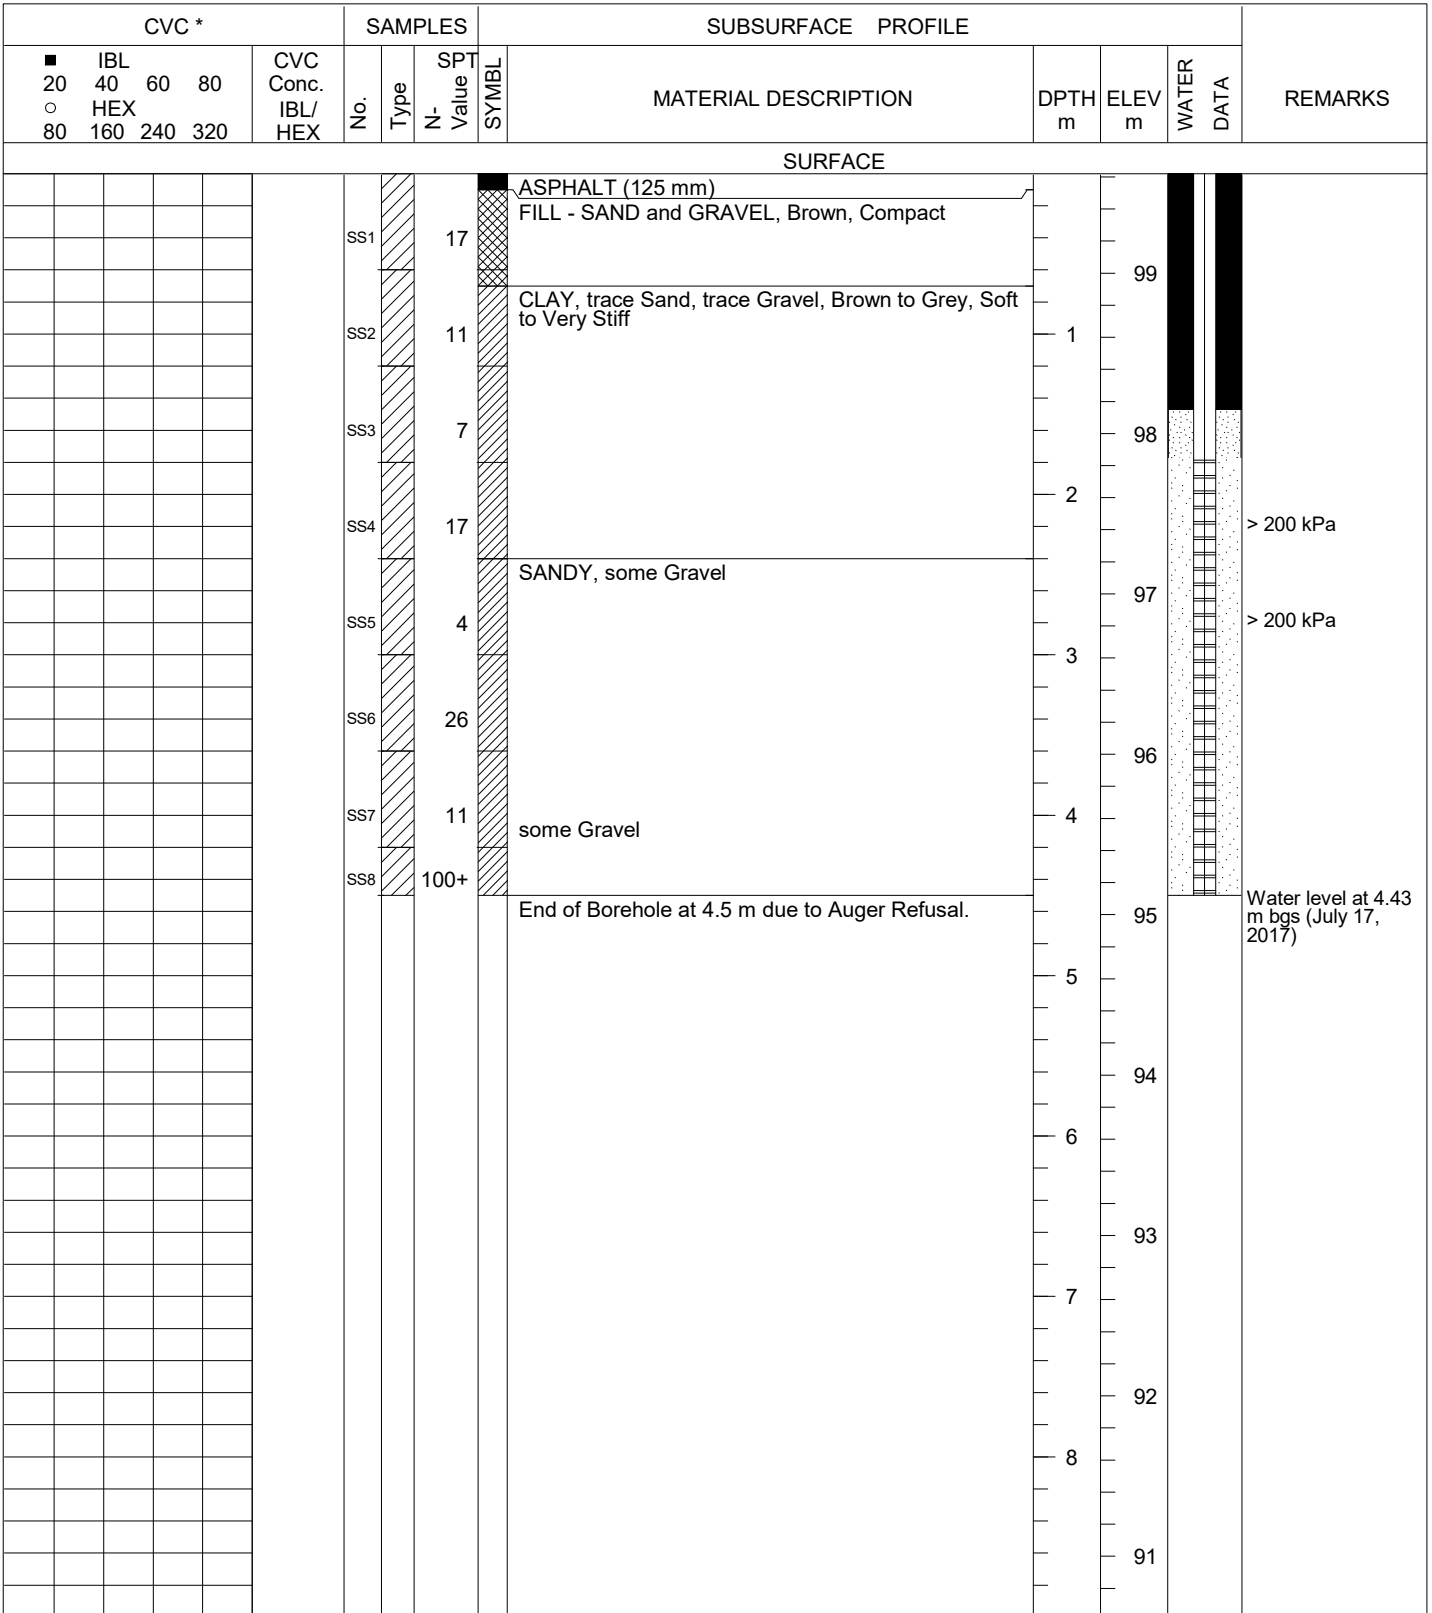 CVC *
SAMPLES
SUBSURFACE PROFILE
■ IBL
20 40 60 80
○ HEX
80 160 240 320
CVC
Conc.
IBL/
HEX
No.
Type
SPT
N-
Value
SYMBL
MATERIAL DESCRIPTION
DPTH
m
ELEV
m
WATER
DATA
REMARKS
SURFACE
ASPHALT (125 mm)
FILL - SAND and GRAVEL, Brown, Compact
SS1 17
99
CLAY, trace Sand, trace Gravel, Brown to Grey, Soft
to Very Stiff
SS2 11
1
SS3 7
98
2
SS4 17
> 200 kPa
SANDY, some Gravel
97
SS5 4
> 200 kPa
3
SS6 26
96
SS7 11
4
some Gravel
SS8 100+
End of Borehole at 4.5 m due to Auger Refusal.
95
Water level at 4.43
m bgs (July 17,
2017)
5
94
6
93
7
92
8
91